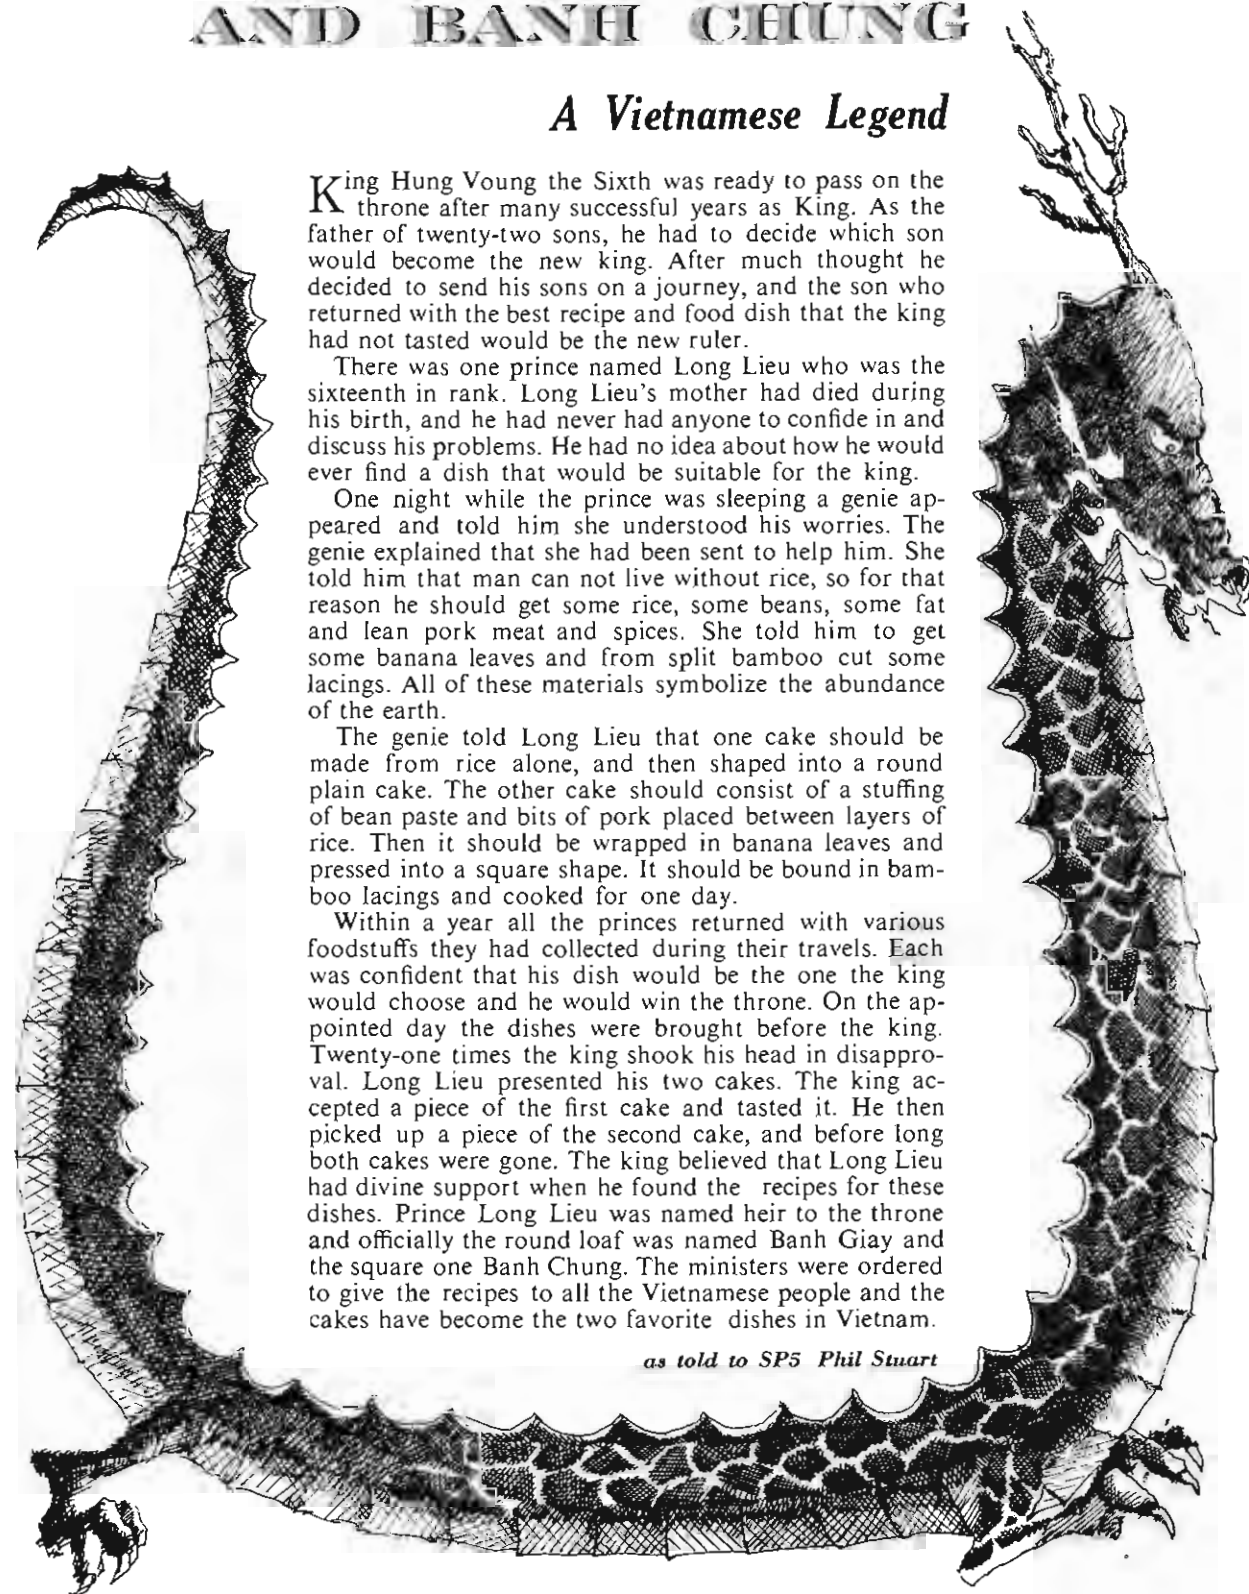 AND BANH CHUNG
A Vietnamese Legend
King Hung Voung the Sixth was ready to pass on the
throne after many successful years as King. As the
father of twenty-two sons, he had to decide which son
would become the new king. After much thought he
decided to send his sons on a journey, and the son who
returned with the best recipe and food dish that the king
had not tasted would be the new ruler.
There was one prince named Long Lieu who was the
sixteenth in rank. Long Lieu's mother had died during
his birth, and he had never had anyone to confide in and
discuss his problems. He had no idea about how he would
ever find a dish that would be suitable for the king.
One night while the prince was sleeping a genie ap-
peared and told him she understood his worries. The
genie explained that she had been sent to help him. She
told him that man can not live without rice, so for that
reason he should get some rice, some beans, some fat
and lean pork meat and spices. She told him to get
some banana leaves and from split bamboo cut some
lacings. All of these materials symbolize the abundance
of the earth.
The genie told Long Lieu that one cake should be
made from rice alone, and then shaped into a round
plain cake. The other cake should consist of a stuffing
of bean paste and bits of pork placed between layers of
rice. Then it should be wrapped in banana leaves and
pressed into a square shape. It should be bound in bam-
boo lacings and cooked for one day.
Within a year all the princes returned with various
foodstuffs they had collected during their travels. Each
was confident that his dish would be the one the king
would choose and he would win the throne. On the ap-
pointed day the dishes were brought before the king.
Twenty-one times the king shook his head in disappro-
val. Long Lieu presented his two cakes. The king ac-
cepted a piece of the first cake and tasted it. He then
picked up a piece of the second cake, and before long
both cakes were gone. The king believed that Long Lieu
had divine support when he found the recipes for these
dishes. Prince Long Lieu was named heir to the throne
and officially the round loaf was named Banh Giay and
the square one Banh Chung. The ministers were ordered
to give the recipes to all the Vietnamese people and the
cakes have become the two favorite dishes in Vietnam.
as told to SP5 Phil Stuart